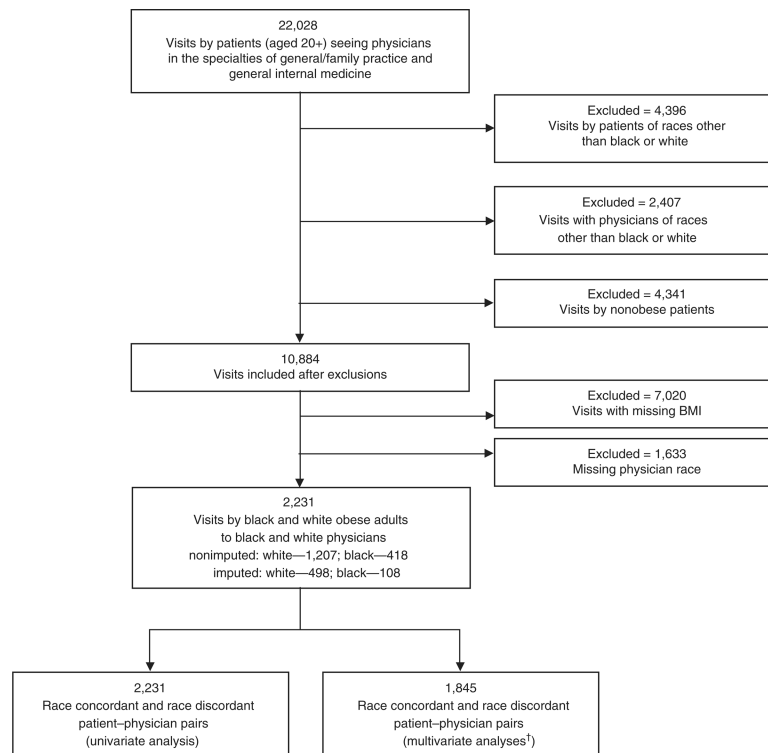 22,028
Visits by patients (aged 20+) seeing physicians
in the specialties of general/family practice and
general internal medicine
Excluded = 4,396
Visits by patients of races other
than black or white
Excluded = 2,407
Visits with physicians of races
other than black or white
Excluded = 4,341
Visits by nonobese patients
10,884
Visits included after exclusions
Excluded = 7,020
Visits with missing BMI
Excluded = 1,633
Missing physician race
2,231
Visits by black and white obese adults
to black and white physicians
nonimputed: white—1,207; black—418
imputed: white—498; black—108
2,231
Race concordant and race discordant
patient–physician pairs
(univariate analysis)
1,845
Race concordant and race discordant
patient–physician pairs
(multivariate analyses†)